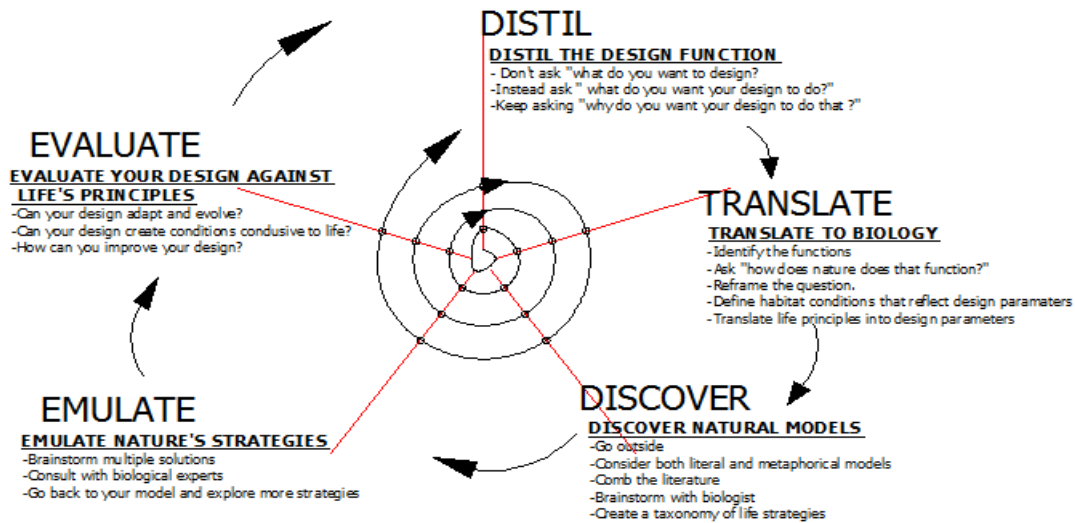 DISTIL
DISTIL THE DESIGN FUNCTION
- Don't ask "what do you want to design?
-Instead ask " what do you want your design to do?"
-Keep asking "why do you want your design to do that ?"
TRANSLATE
TRANSLATE TO BIOLOGY
-Identify the functions
-Ask "how does nature does that function?"
-Reframe the question.
-Define habitat conditions that reflect design paramaters
-Translate life principles into design parameters
DISCOVER
DISCOVER NATURAL MODELS
-Go outside
-Consider both literal and metaphorical models
-Comb the literature
-Brainstorm with biologist
-Create a taxonomy of life strategies
EMULATE
EMULATE NATURE'S STRATEGIES
-Brainstorm multiple solutions
-Consult with biological experts
-Go back to your model and explore more strategies
EVALUATE
EVALUATE YOUR DESIGN AGAINST
LIFE'S PRINCIPLES
-Can your design adapt and evolve?
-Can your design create conditions condusive to life?
-How can you improve your design?